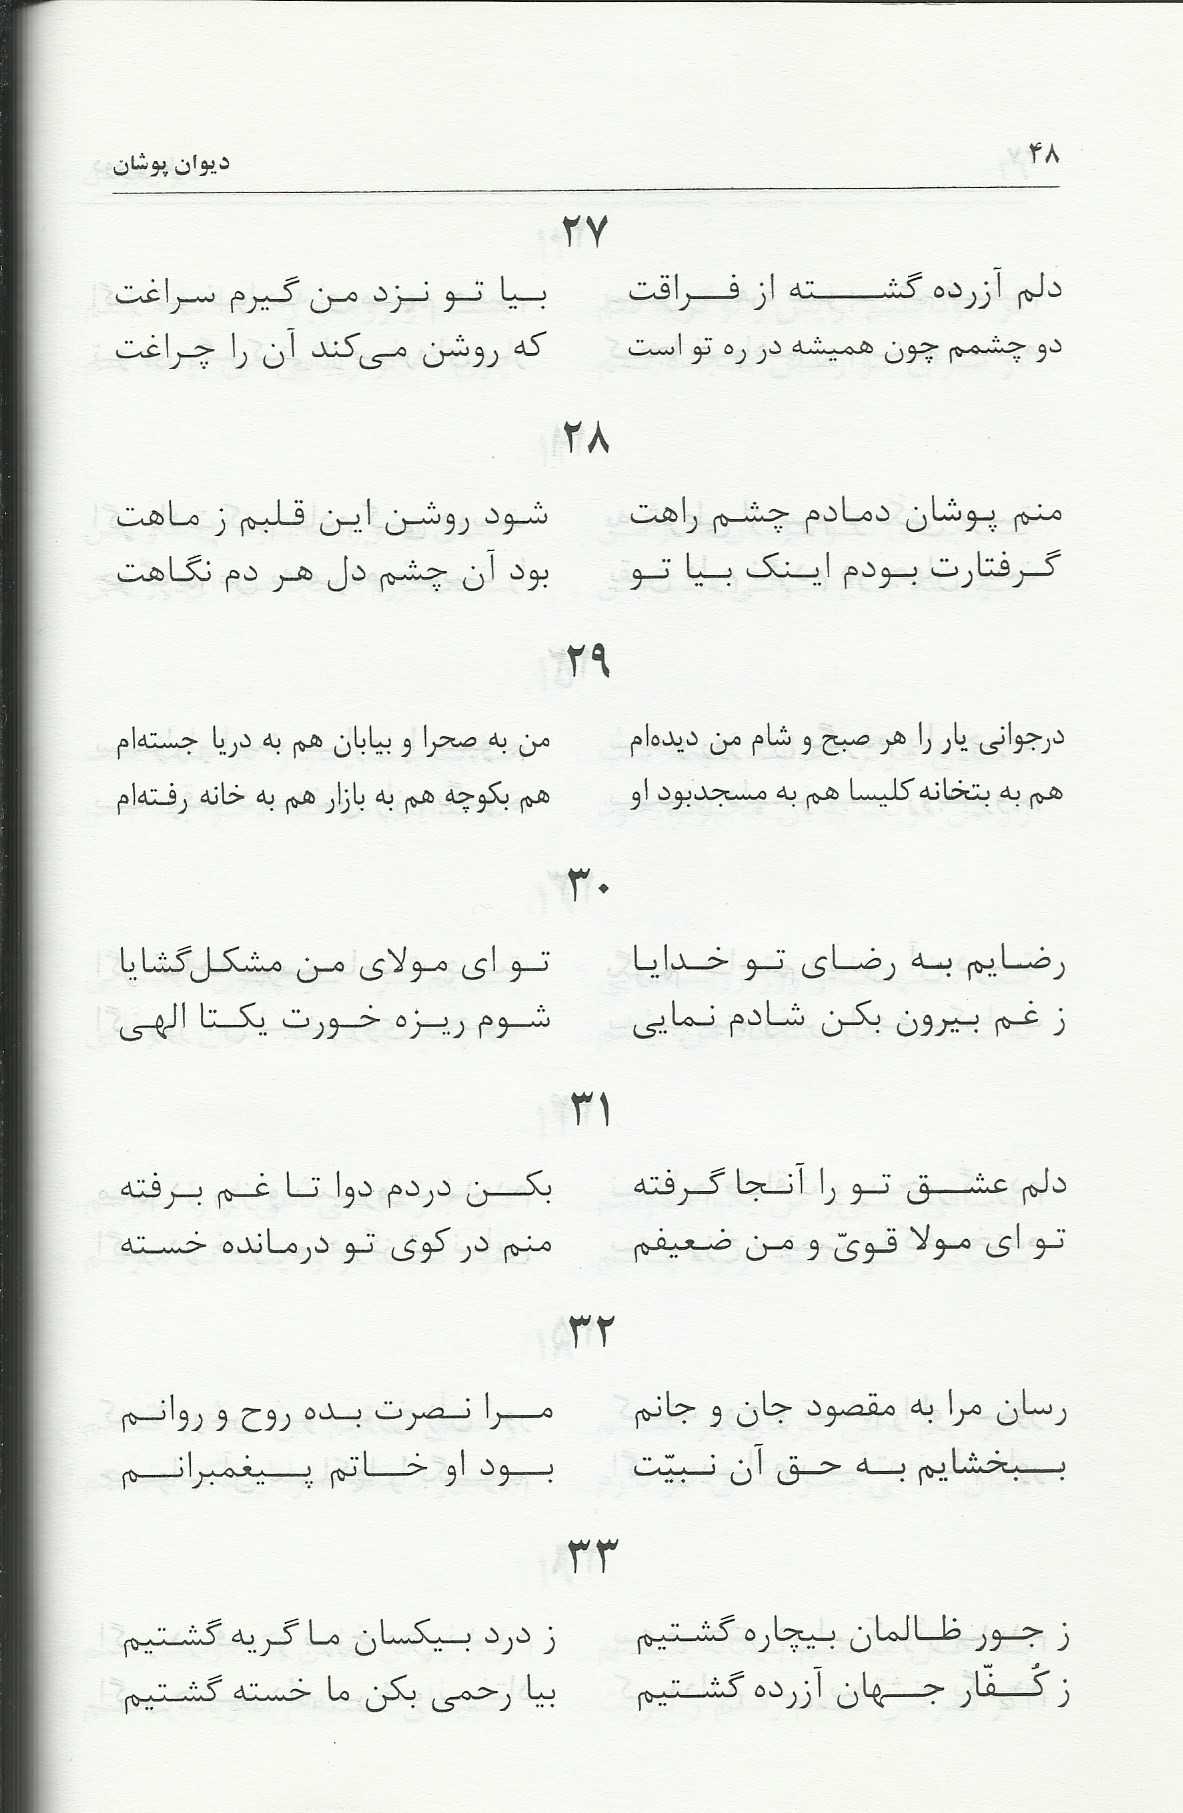 ۴۸ دیوان پوشان
۲۷
دلم آزرده گشته از فراقت بیا تو نزد من گیرم سراغت
دو چشمم چون همیشه در ره تو است که روشن می‌کند آن را چراغت
۲۸
منم پوشان دمادم چشم راهت شود روشن این قلبم ز ماهت
گرفتارت بودم اینک بیا تو بود آن چشم دل هر دم نگاهت
۲۹
درجوانی یار را هر صبح و شام من دیده‌ام من به صحرا و بیابان هم به دریا جسته‌ام
هم به بتخانه کلیسا هم به مسجدبود او هم بکوچه هم به بازار هم به خانه رفته‌ام
۳۰
رضایم به رضای تو خدایا تو ای مولای من مشکل‌گشایا
ز غم بیرون بکن شادم نمایی شوم ریزه خورت یکتا الهی
۳۱
دلم عشق تو را آنجا گرفته بکن دردم دوا تا غم برفته
تو ای مولا قویّ و من ضعیفم منم در کوی تو درمانده خسته
۳۲
رسان مرا به مقصود جان و جانم مرا نصرت بده روح و روانم
ببخشایم به حق آن نبیّت بود او خاتم پیغمبرانم
۳۳
ز جور ظالمان بیچاره گشتیم ز درد بیکسان ما گریه گشتیم
ز کُفّار جهان آزرده گشتیم بیا رحمی بکن ما خسته گشتیم